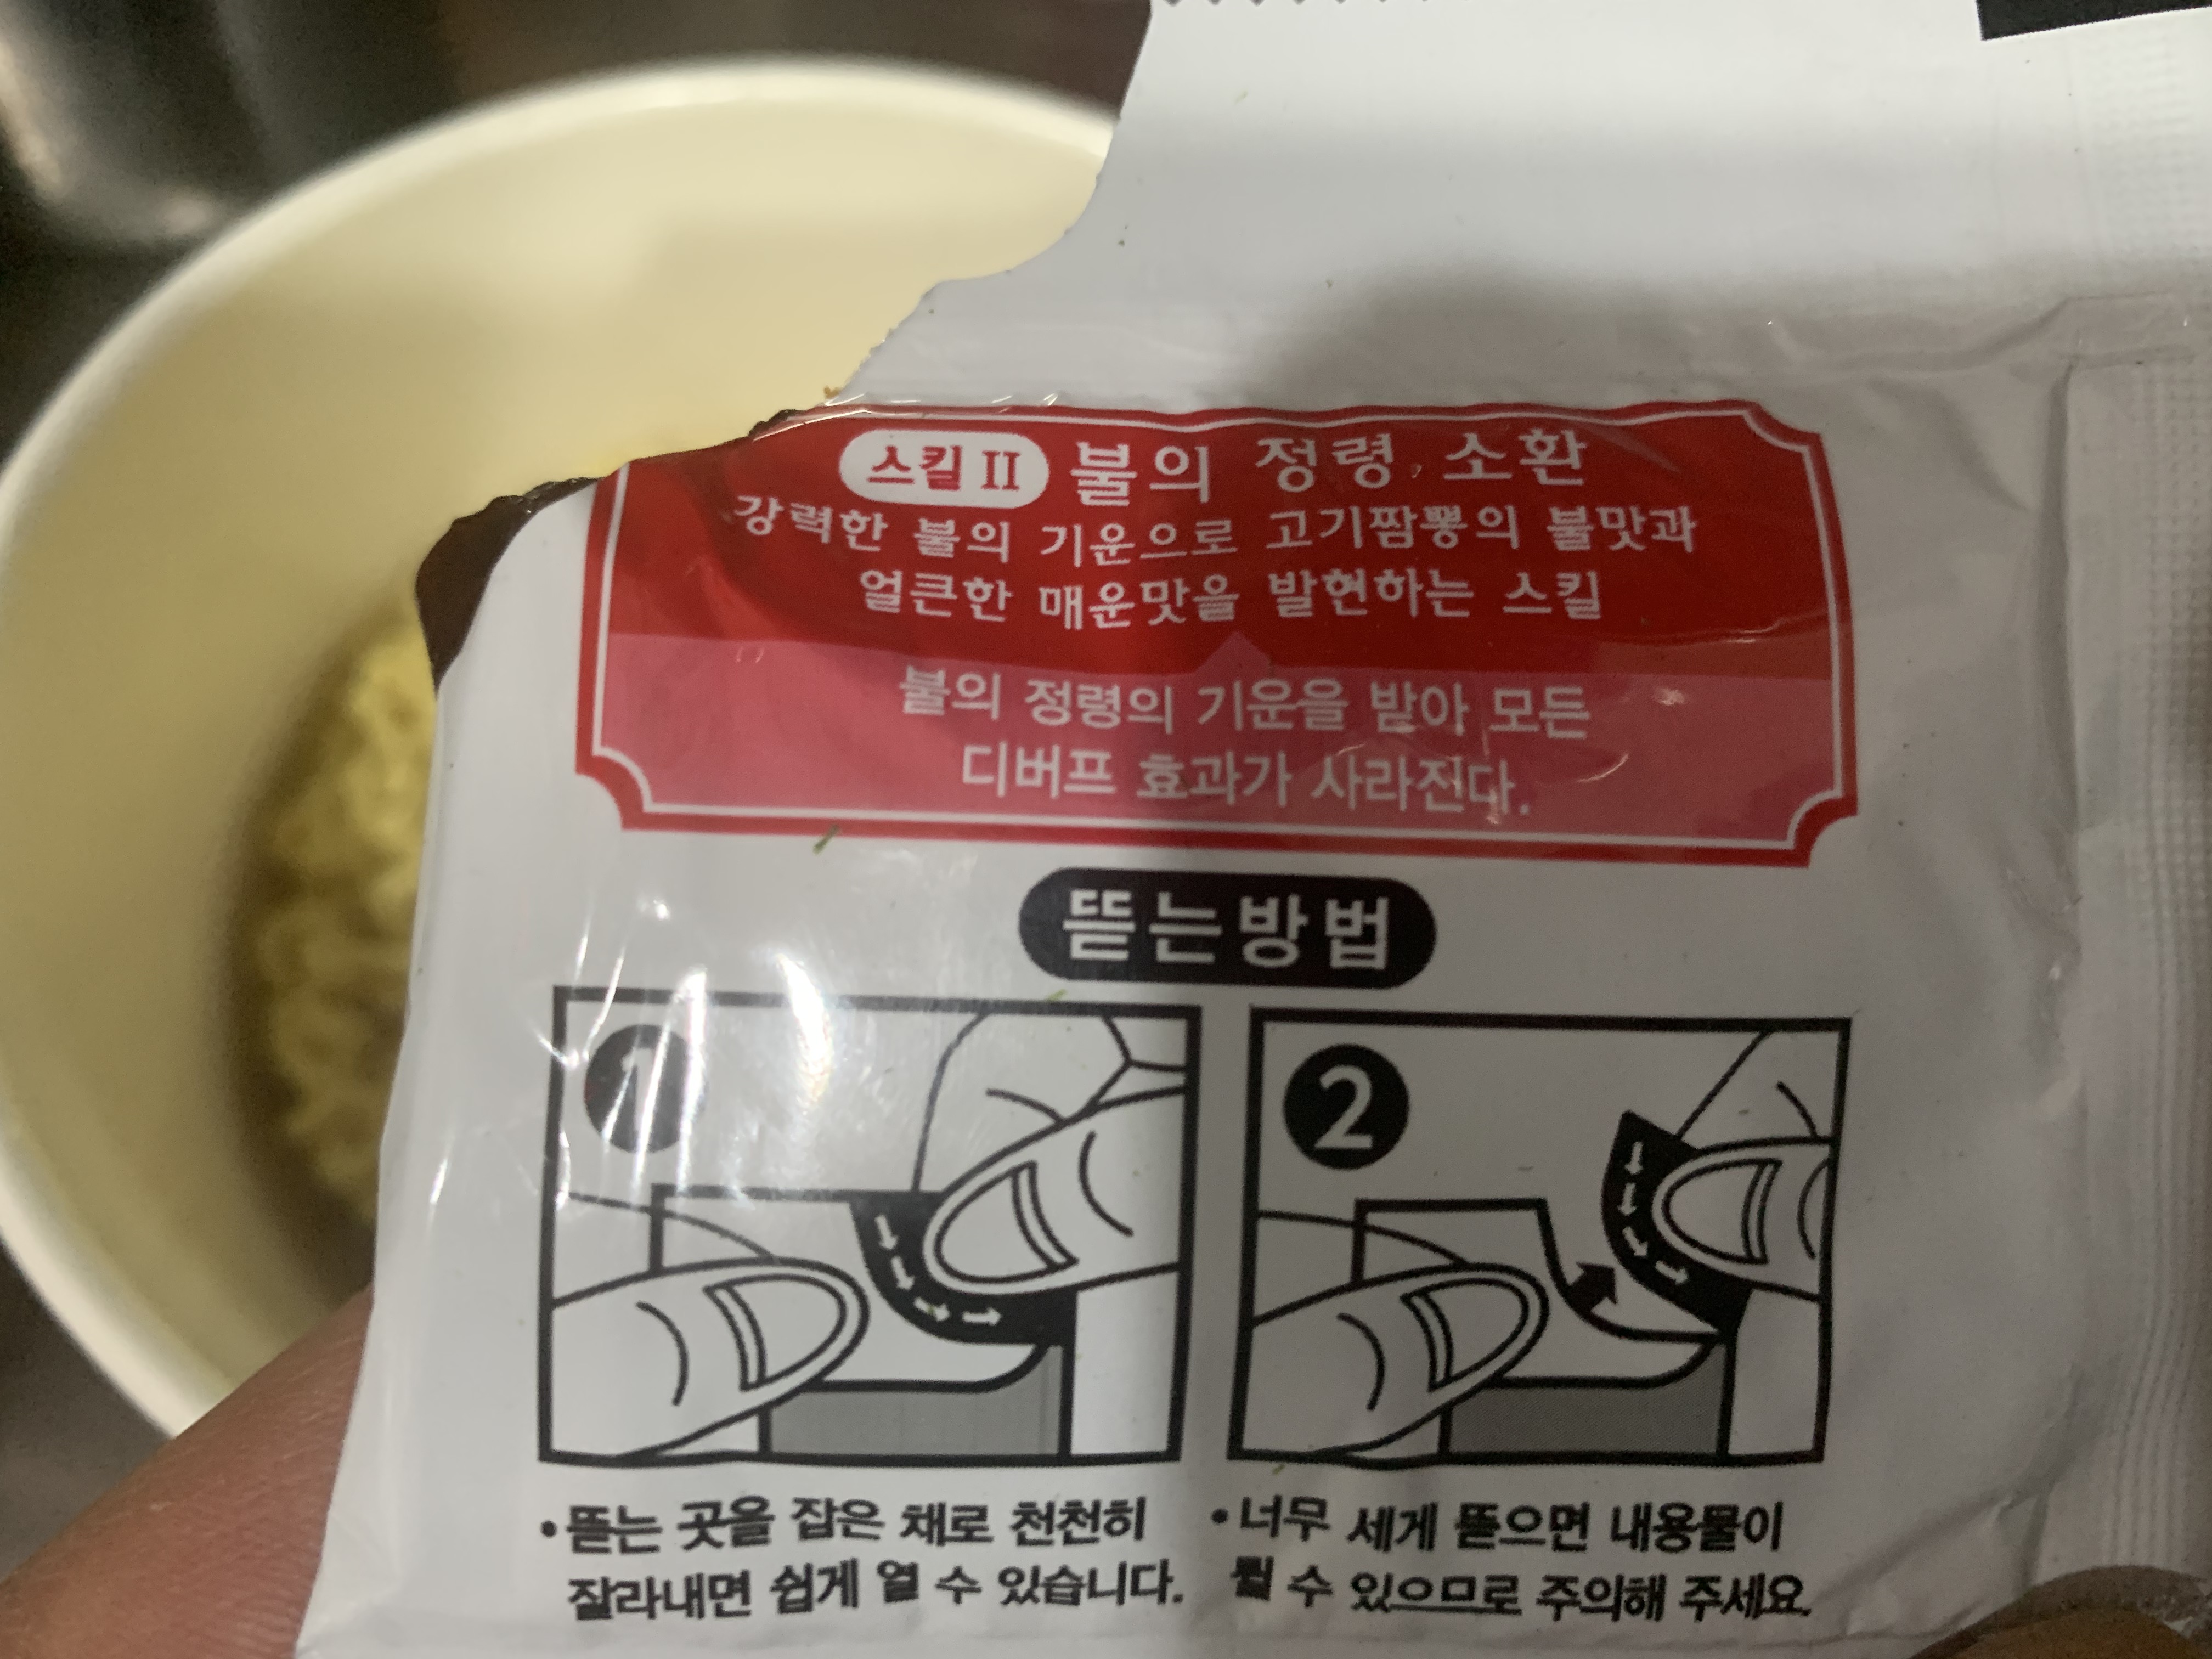 스킬 II 불의 정령 소환
강력한 불의 기운으로 고기짬뽕의 불맛과
얼큰한 매운맛을 발현하는 스킬
불의 정령의 기운을 받아 모든
디버프 효과가 사라진다.
뜯는방법
1
2
• 뜯는 곳을 잡은 채로 천천히
잘라내면 쉽게 열 수 있습니다.
• 너무 세게 뜯으면 내용물이
튈 수 있으므로 주의해 주세요.